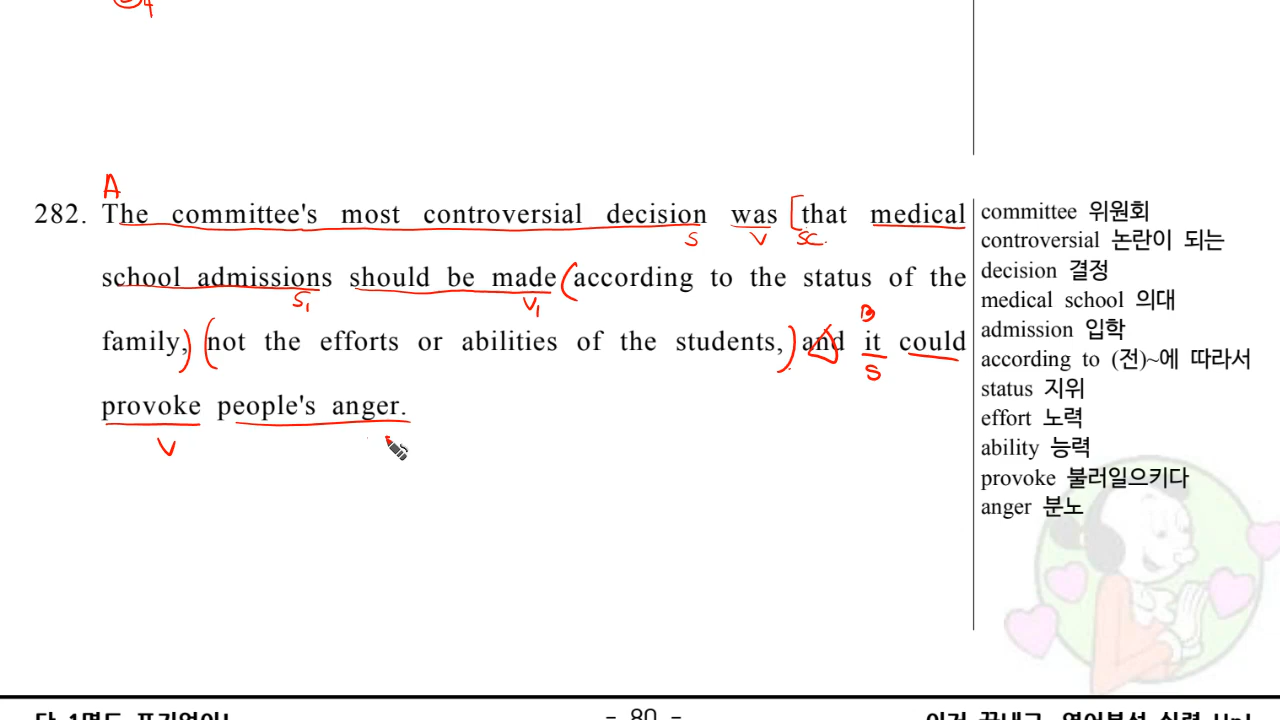 A
282. The committee's most controversial decision was [that medical
S V SC.
school admissions should be made (according to the status of the
S1 V1
B
family,) (not the efforts or abilities of the students,) and it could
S
provoke people's anger.
V
committee 위원회
controversial 논란이 되는
decision 결정
medical school 의대
admission 입학
according to (전)~에 따라서
status 지위
effort 노력
ability 능력
provoke 불러일으키다
anger 분노
- 80 -